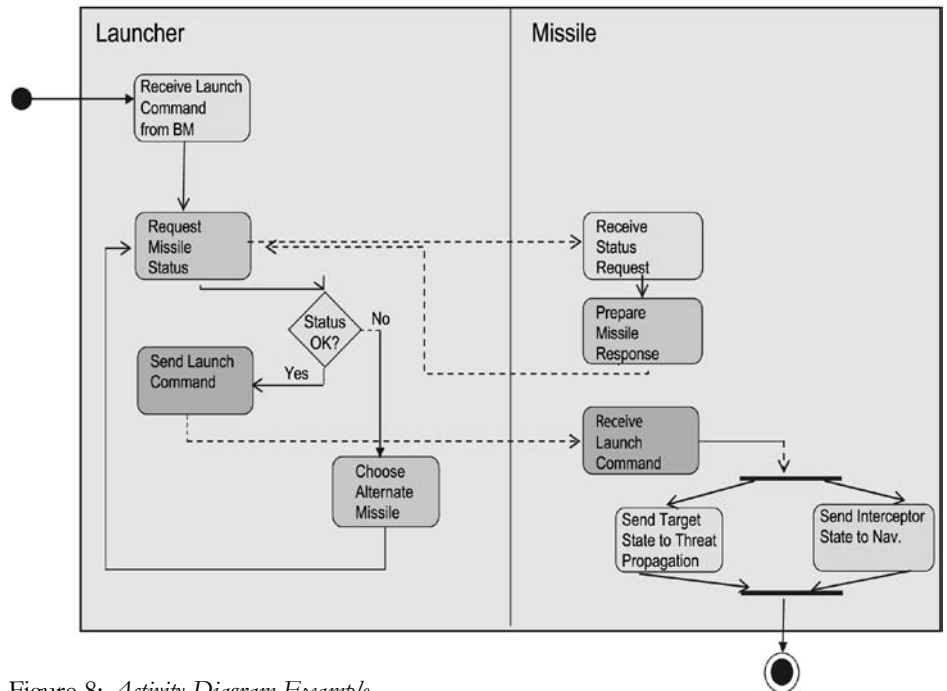 Launcher
Missile
Receive Launch
Command
from BM
Request
Missile
Status
Receive
Status
Request
Status
OK?
No
Yes
Prepare
Missile
Response
Send Launch
Command
Receive
Launch
Command
Choose
Alternate
Missile
Send Target
State to Threat
Propagation
Send Interceptor
State to Nav.
Figure 8: Activity Diagram Example